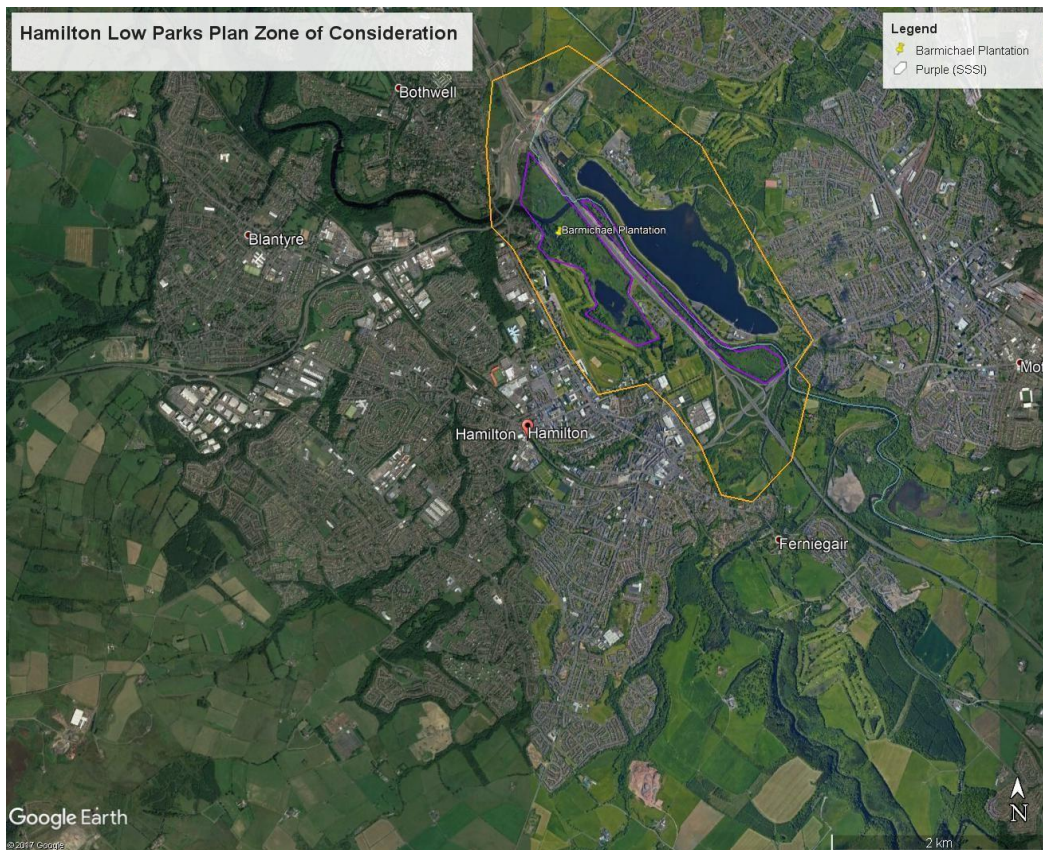 Hamilton Low Parks Plan Zone of Consideration
Legend
Barmichael Plantation
Purple (SSSI)
Bothwell
Barmichael Plantation
Blantyre
Mot
Hamilton Hamilton
Ferniegair
Google Earth
©2017 Google
N
2 km